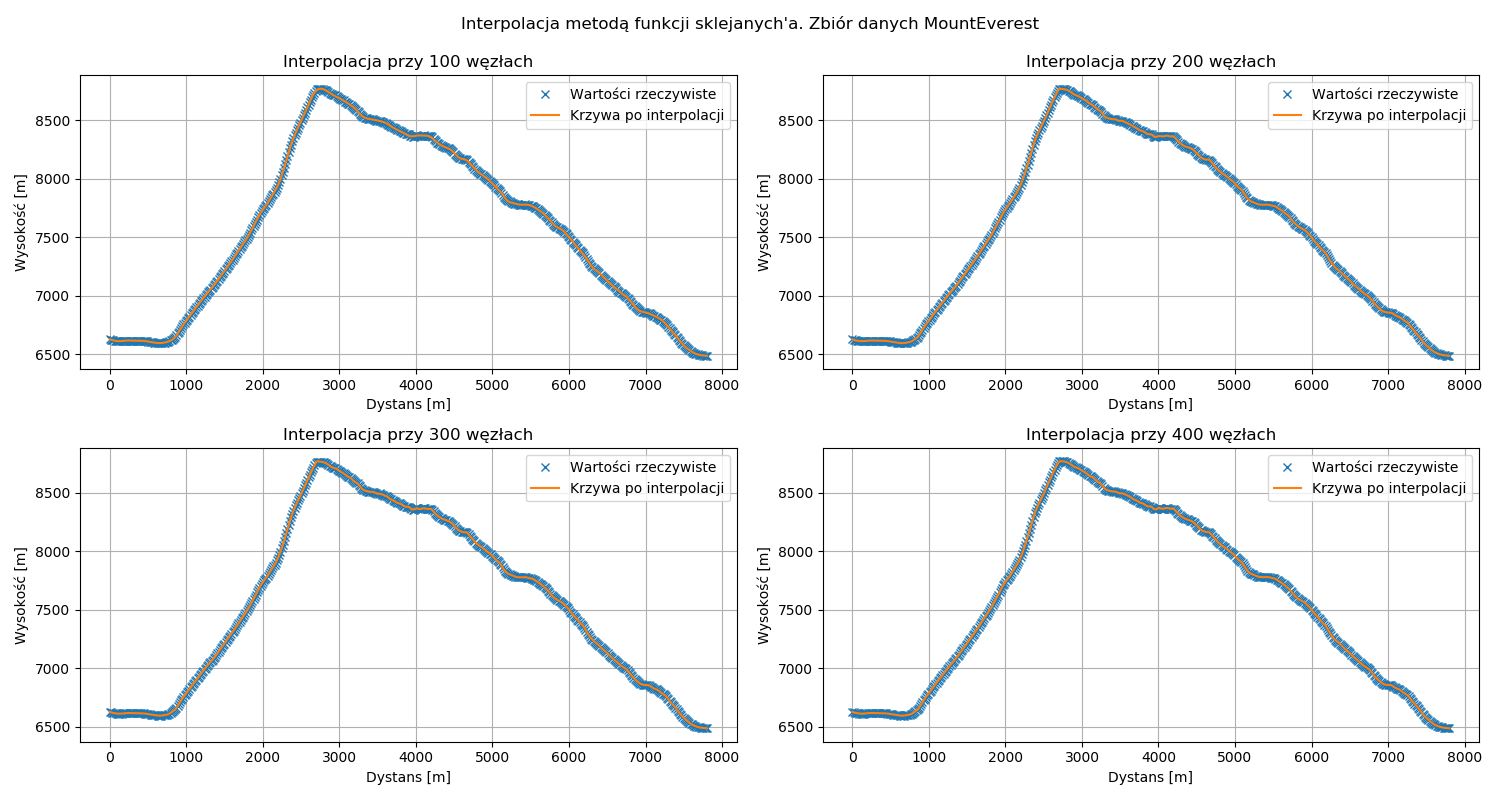 Interpolacja metodą funkcji sklejanych'a. Zbiór danych MountEverest
Interpolacja przy 100 węzłach
Wartości rzeczywiste
Krzywa po interpolacji
Wysokość [m]
8500
8000
7500
7000
6500
0 1000 2000 3000 4000 5000 6000 7000 8000
Dystans [m]
Interpolacja przy 200 węzłach
Wartości rzeczywiste
Krzywa po interpolacji
Wysokość [m]
8500
8000
7500
7000
6500
0 1000 2000 3000 4000 5000 6000 7000 8000
Dystans [m]
Interpolacja przy 300 węzłach
Wartości rzeczywiste
Krzywa po interpolacji
Wysokość [m]
8500
8000
7500
7000
6500
0 1000 2000 3000 4000 5000 6000 7000 8000
Dystans [m]
Interpolacja przy 400 węzłach
Wartości rzeczywiste
Krzywa po interpolacji
Wysokość [m]
8500
8000
7500
7000
6500
0 1000 2000 3000 4000 5000 6000 7000 8000
Dystans [m]